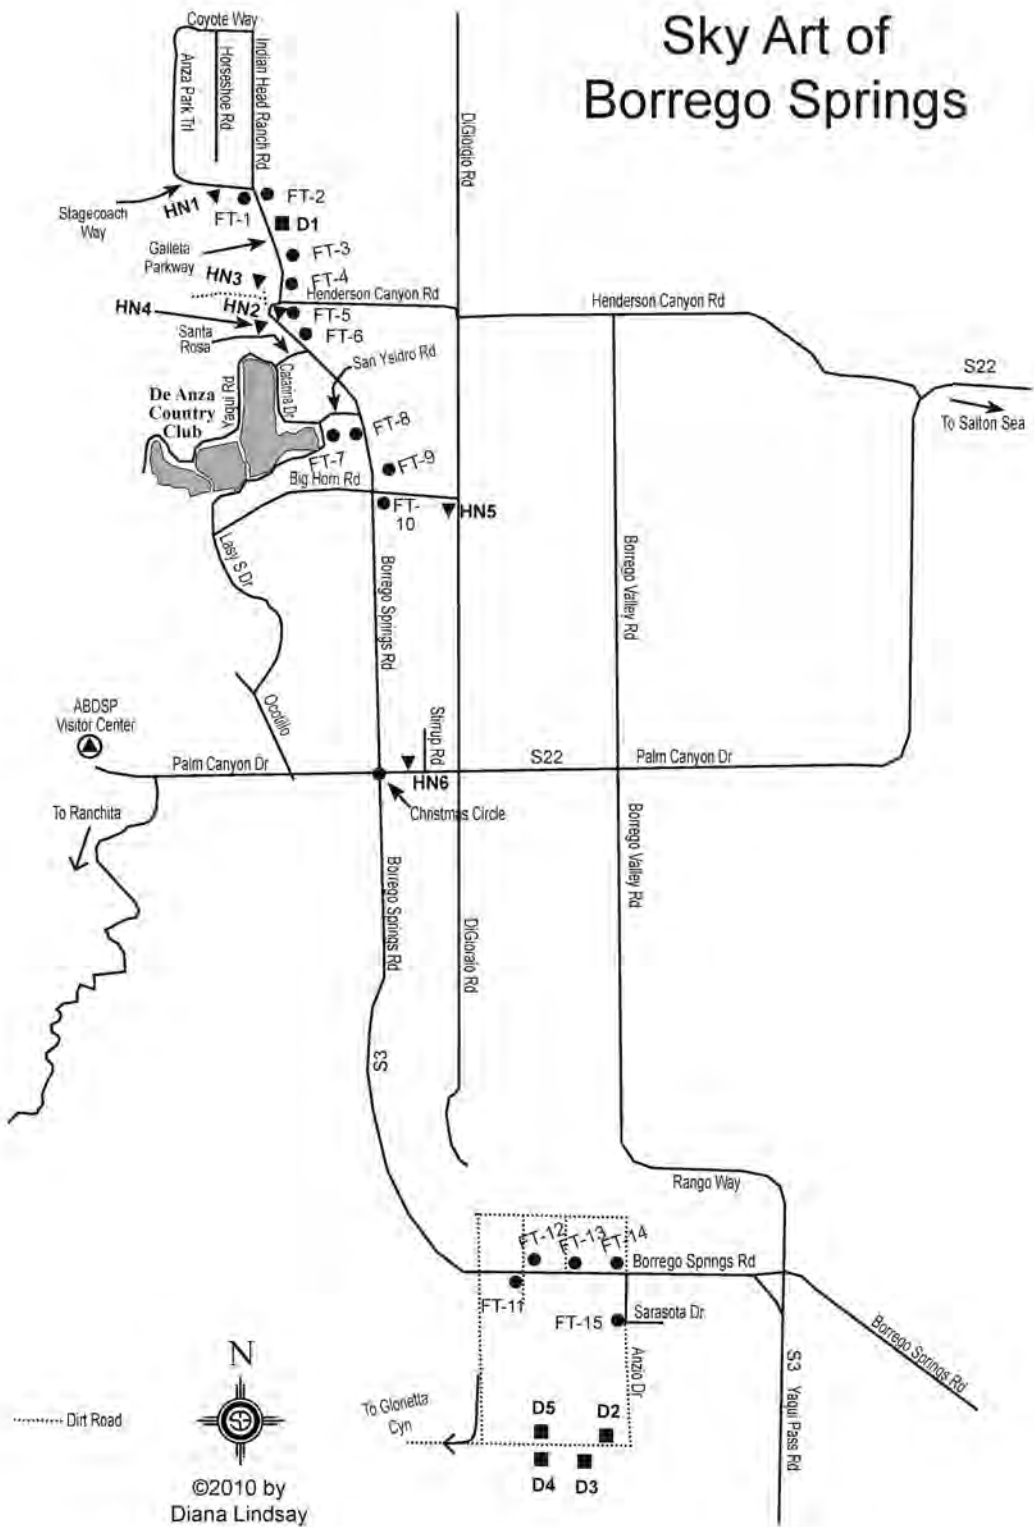 Sky Art of
Borrego Springs
Coyote Way
Anza Park Trl
Horseshoe Rd
Indian Head Ranch Rd
DiGiorgio Rd
Stagecoach
Way
HN1
FT-1
FT-2
D1
Galleta
Parkway
FT-3
HN3
FT-4
Henderson Canyon Rd
Henderson Canyon Rd
HN4
HN2
FT-5
FT-6
Santa
Rosa
San Ysidro Rd
S22
To Salton Sea
De Anza
Country
Club
Yaqui Rd
Catarina Dr
FT-8
FT-7
FT-9
Big Horn Rd
FT-
10
HN5
Lasy S Dr
Borrego Springs Rd
Borrego Valley Rd
ABDSP
Visitor Center
Ocotillo
Stirrup Rd
Palm Canyon Dr
S22
Palm Canyon Dr
HN6
Christmas Circle
To Ranchita
Borrego Springs Rd
Borrego Valley Rd
DiGioraio Rd
S3
Rango Way
FT-12
FT-13
FT-14
Borrego Springs Rd
FT-11
FT-15
Sarasota Dr
Borrego Springs Rd
Anzio Dr
S3 Yaqui Pass Rd
N
Dirt Road
To Glonetta
Cyn
D5
D2
D4
D3
©2010 by
Diana Lindsay